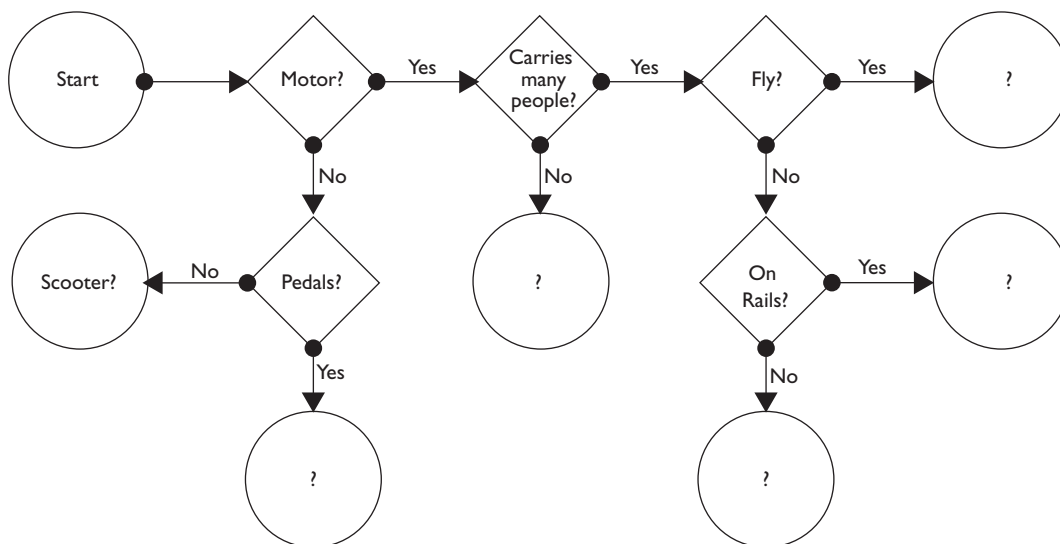 Start
Motor?
Yes
Carries
many
people?
Yes
Fly?
Yes
?
No
No
No
Scooter?
No
Pedals?
?
On
Rails?
Yes
?
Yes
No
?
?